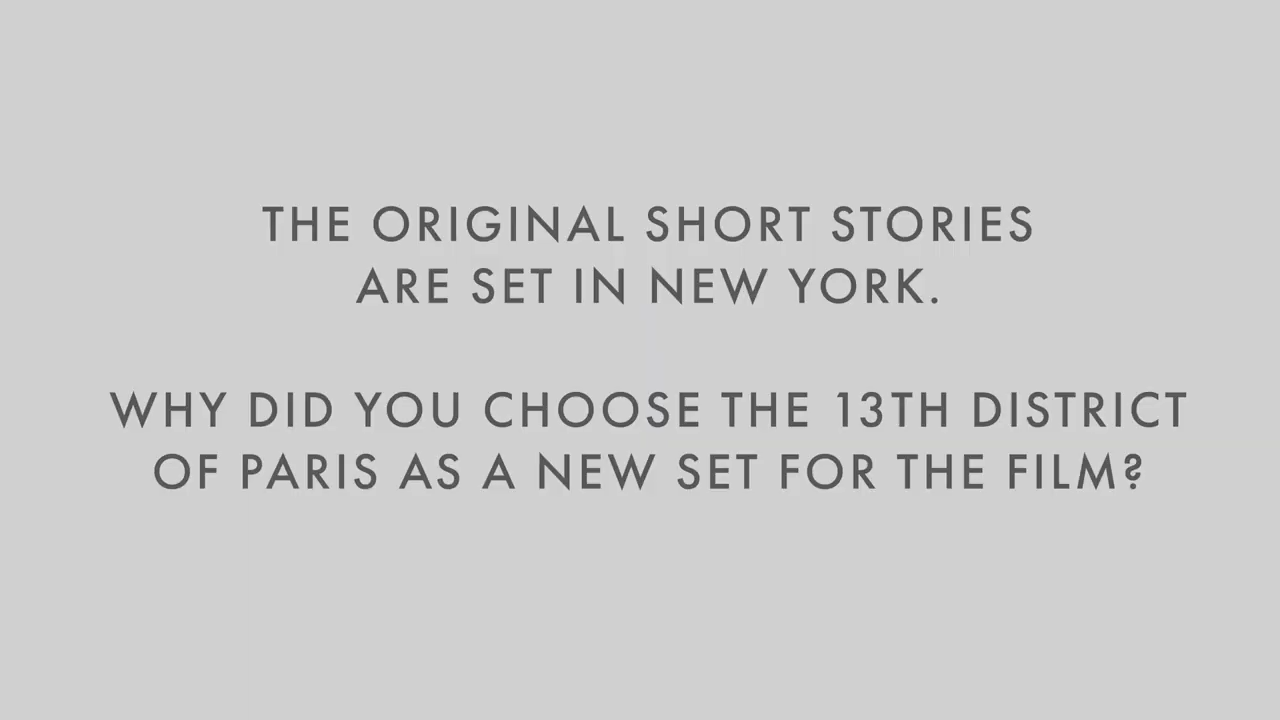 THE ORIGINAL SHORT STORIES
ARE SET IN NEW YORK.
WHY DID YOU CHOOSE THE 13TH DISTRICT
OF PARIS AS A NEW SET FOR THE FILM?